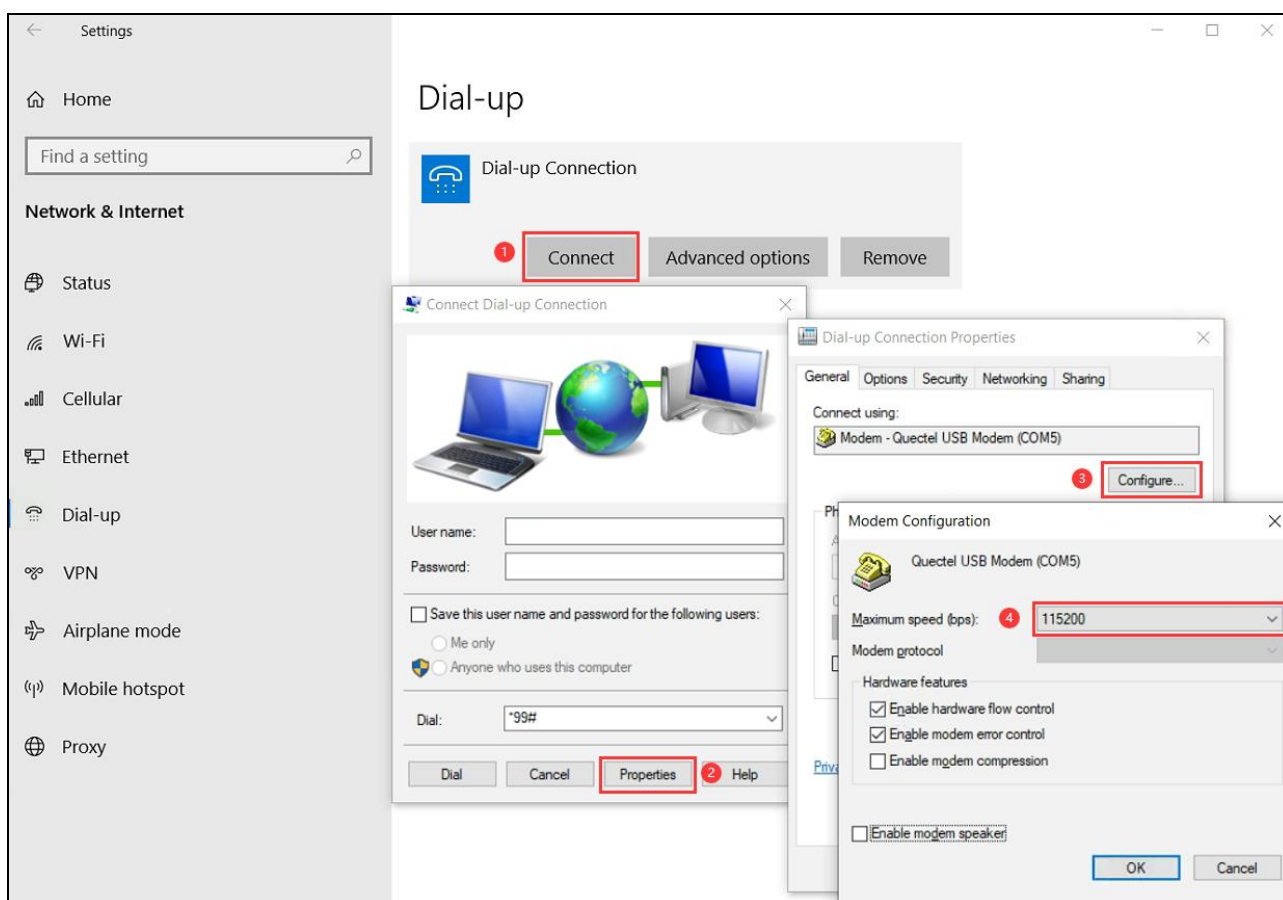 Settings
Home
Find a setting
Network & Internet
Status
Wi-Fi
Cellular
Ethernet
Dial-up
VPN
Airplane mode
Mobile hotspot
Proxy
Dial-up
Dial-up Connection
1 Connect Advanced options Remove
Connect Dial-up Connection
User name:
Password:
Save this user name and password for the following users:
Me only
Anyone who uses this computer
Dial: *99#
Dial Cancel Properties 2 Help
Dial-up Connection Properties
General Options Security Networking Sharing
Connect using:
Modem - Quectel USB Modem (COM5)
3 Configure...
Ph
Priva
Modem Configuration
Quectel USB Modem (COM5)
Maximum speed (bps): 4 115200
Modem protocol
Hardware features
Enable hardware flow control
Enable modem error control
Enable modem compression
Enable modem speaker
OK Cancel